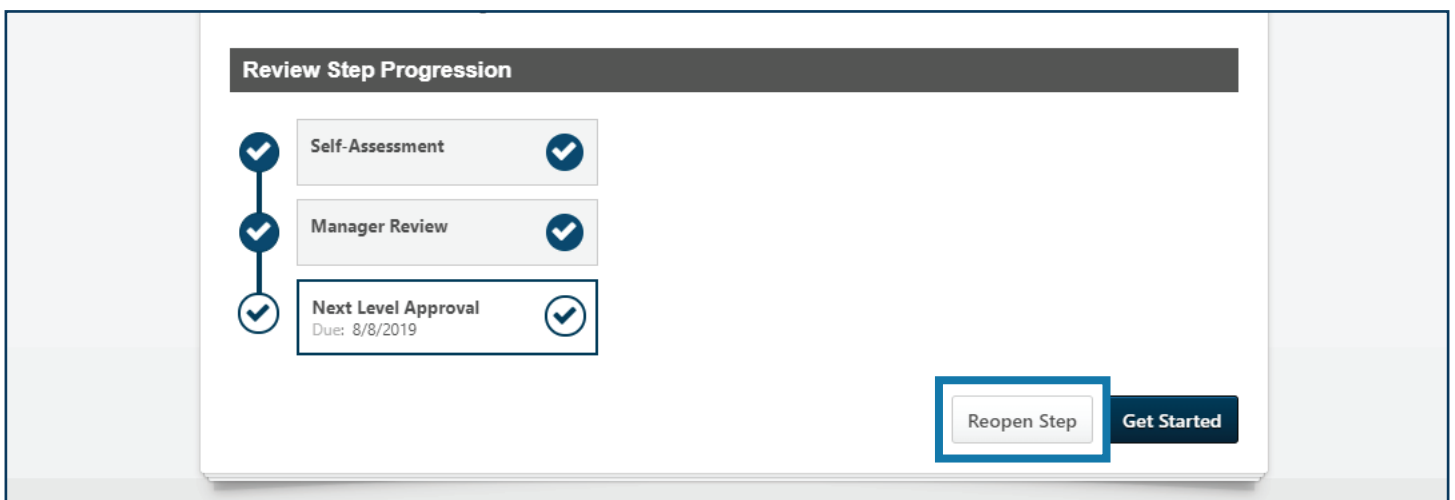 Review Step Progression
Self-Assessment
Manager Review
Next Level Approval
Due: 8/8/2019
Reopen Step
Get Started